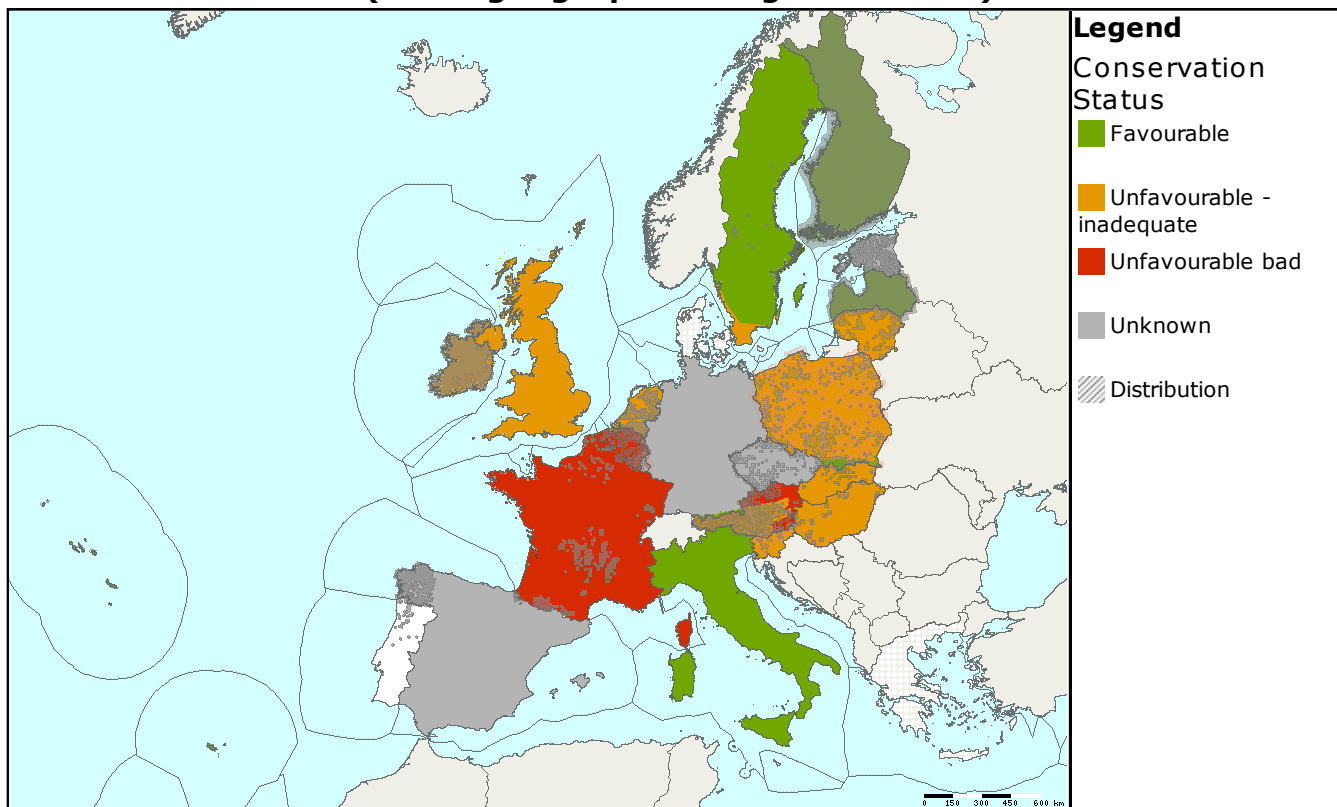 Legend
Conservation
Status
Favourable
Unfavourable -
inadequate
Unfavourable bad
Unknown
Distribution
0 150 300 450 600 km